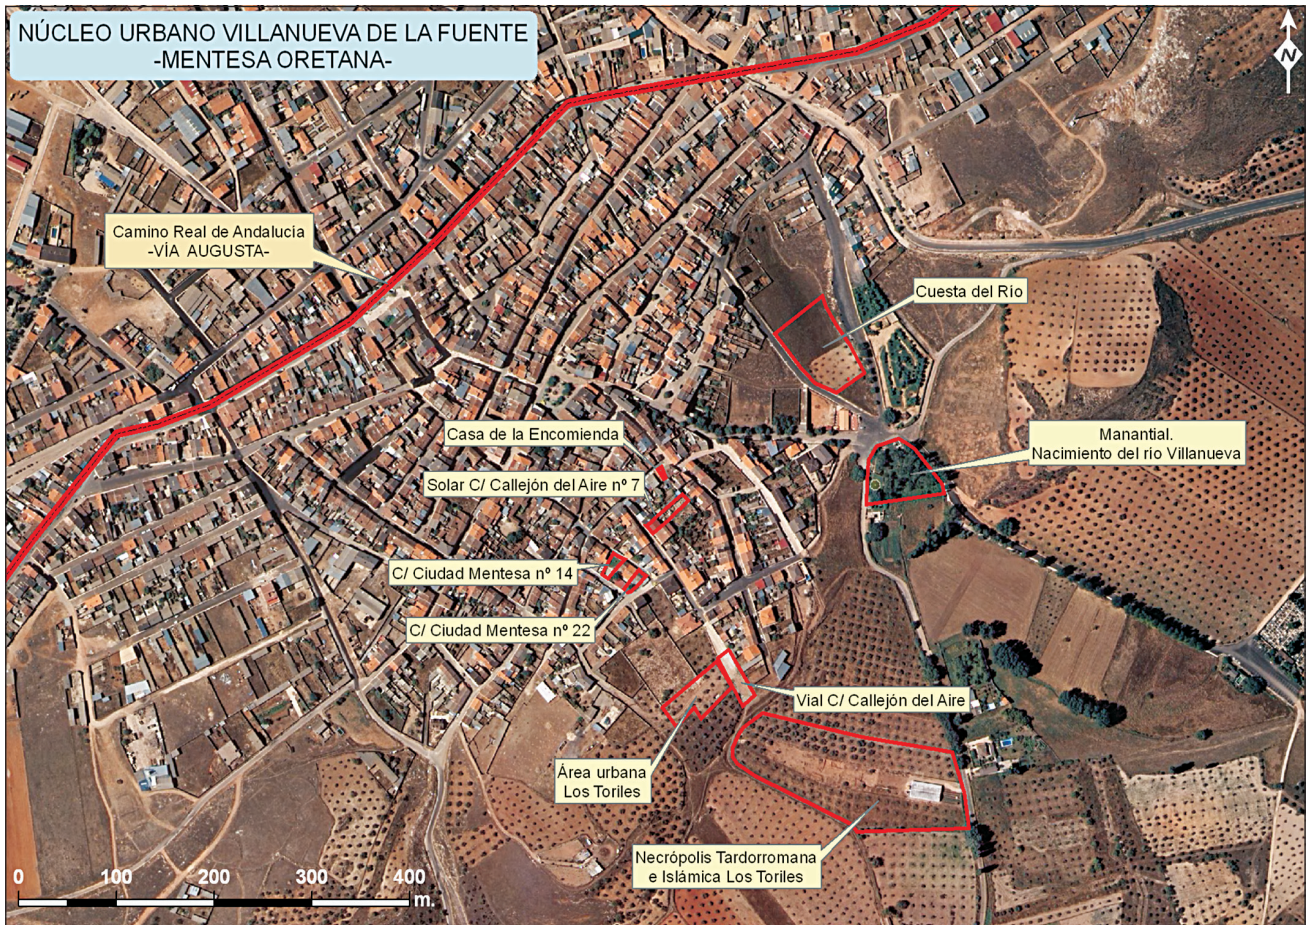 NÚCLEO URBANO VILLANUEVA DE LA FUENTE
-MENTESA ORETANA-
N
Camino Real de Andalucía
-VÍA AUGUSTA-
Cuesta del Río
Casa de la Encomienda
Manantial.
Nacimiento del rio Villanueva
Solar C/ Callejón del Aire nº 7
C/ Ciudad Mentesa nº 14
C/ Ciudad Mentesa nº 22
Vial C/ Callejón del Aire
Área urbana
Los Toriles
Necrópolis Tardorromana
e Islámica Los Toriles
0 100 200 300 400
m.